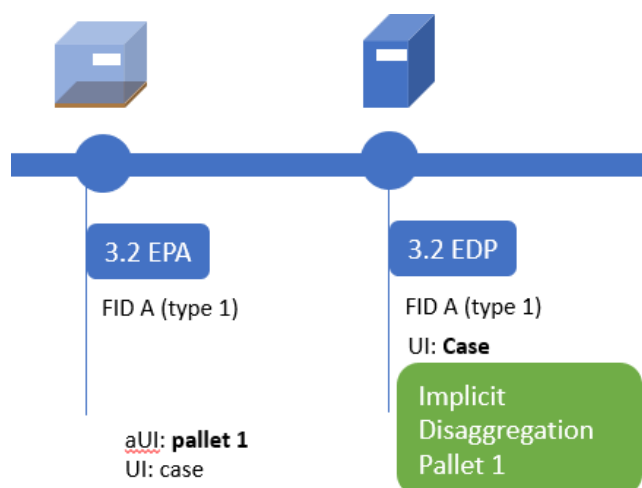 3.2 EPA
FID A (type 1)
aUI: pallet 1
UI: case
3.2 EDP
FID A (type 1)
UI: Case
Implicit
Disaggregation
Pallet 1